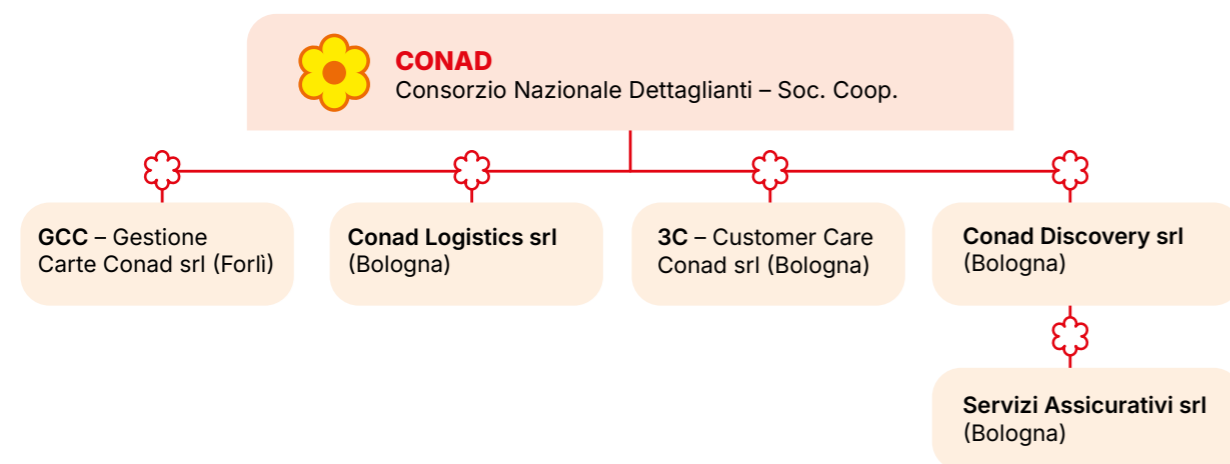 CONAD
Consorzio Nazionale Dettaglianti – Soc. Coop.
GCC – Gestione
Carte Conad srl (Forlì)
Conad Logistics srl
(Bologna)
3C – Customer Care
Conad srl (Bologna)
Conad Discovery srl
(Bologna)
Servizi Assicurativi srl
(Bologna)